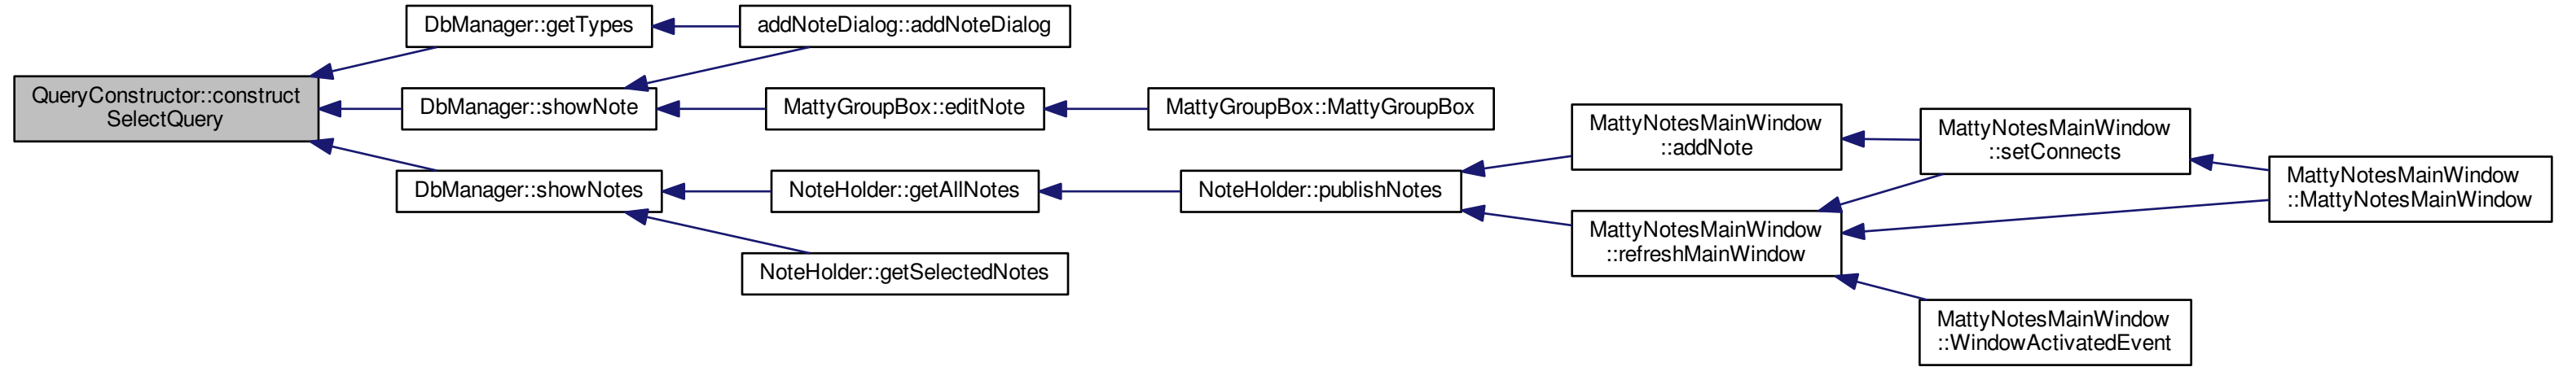 DbManager::getTypes
addNoteDialog::addNoteDialog
QueryConstructor::construct
SelectQuery
DbManager::showNote
MattyGroupBox::editNote
MattyGroupBox::MattyGroupBox
MattyNotesMainWindow
::addNote
MattyNotesMainWindow
::setConnects
DbManager::showNotes
NoteHolder::getAllNotes
NoteHolder::publishNotes
MattyNotesMainWindow
::MattyNotesMainWindow
MattyNotesMainWindow
::refreshMainWindow
NoteHolder::getSelectedNotes
MattyNotesMainWindow
::WindowActivatedEvent